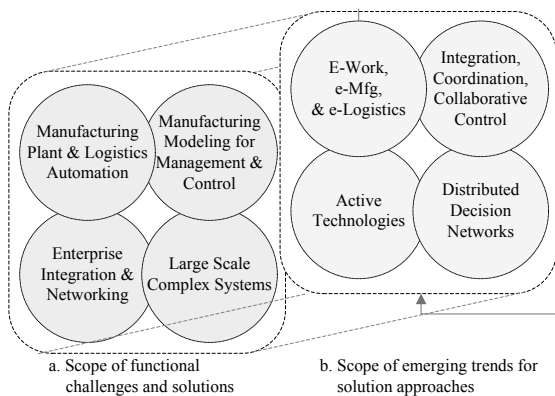 Manufacturing
Plant & Logistics
Automation
Manufacturing
Modeling for
Management &
Control
Enterprise
Integration &
Networking
Large Scale
Complex Systems
E-Work,
e-Mfg,
& e-Logistics
Integration,
Coordination,
Collaborative
Control
Active
Technologies
Distributed
Decision
Networks
a. Scope of functional
challenges and solutions
b. Scope of emerging trends for
solution approaches